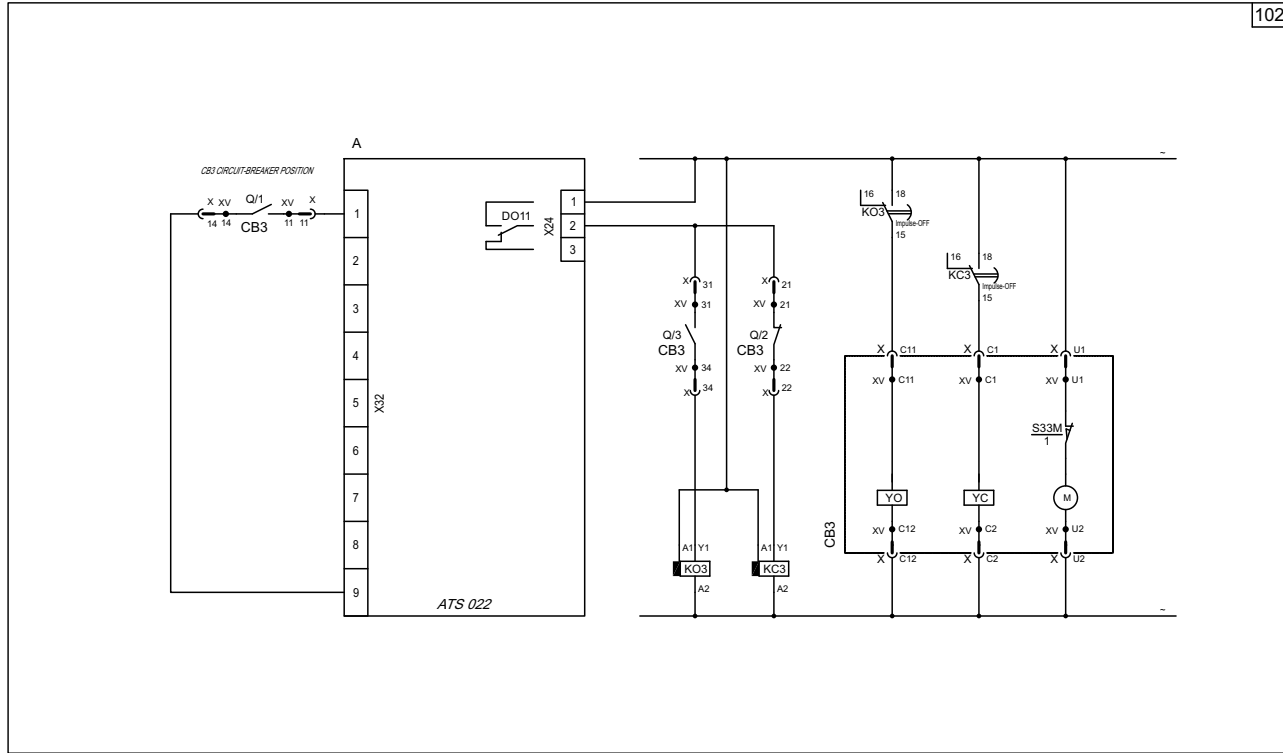 102
A
CB3 CIRCUIT-BREAKER POSITION
X XV Q/1 XV X
14 14 CB3 11 11
1
2
3
4
5
6
7
8
9
X32
ATS 022
DO11
X24
1
2
3
~
X 31
XV 31
Q/3
CB3
XV 34
X 34
X 21
XV 21
Q/2
CB3
XV 22
X 22
A1 Y1
KO3
A2
A1 Y1
KC3
A2
16 18
KO3
Impulse-OFF
15
16 18
KC3
Impulse-OFF
15
X C11
XV C11
YO
XV C12
X C12
X C1
XV C1
YC
XV C2
X C2
X U1
XV U1
S33M
1
M
XV U2
X U2
CB3
~